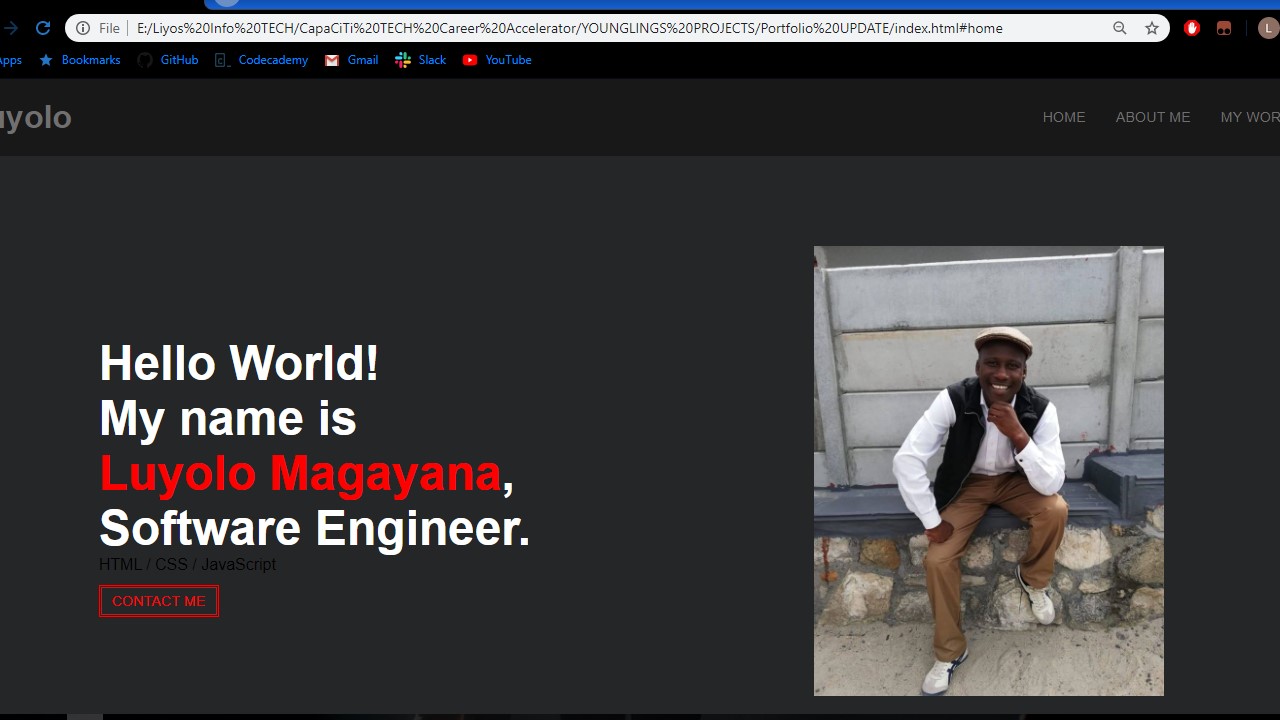 File E:/Liyos%20Info%20TECH/CapaCiTi%20TECH%20Career%20Accelerator/YOUNGLINGS%20PROJECTS/Portfolio%20UPDATE/index.html#home L
pps Bookmarks GitHub Codecademy Gmail Slack YouTube
uyolo HOME ABOUT ME MY WOR
Hello World!
My name is
Luyolo Magayana,
Software Engineer.
HTML / CSS / JavaScript
CONTACT ME